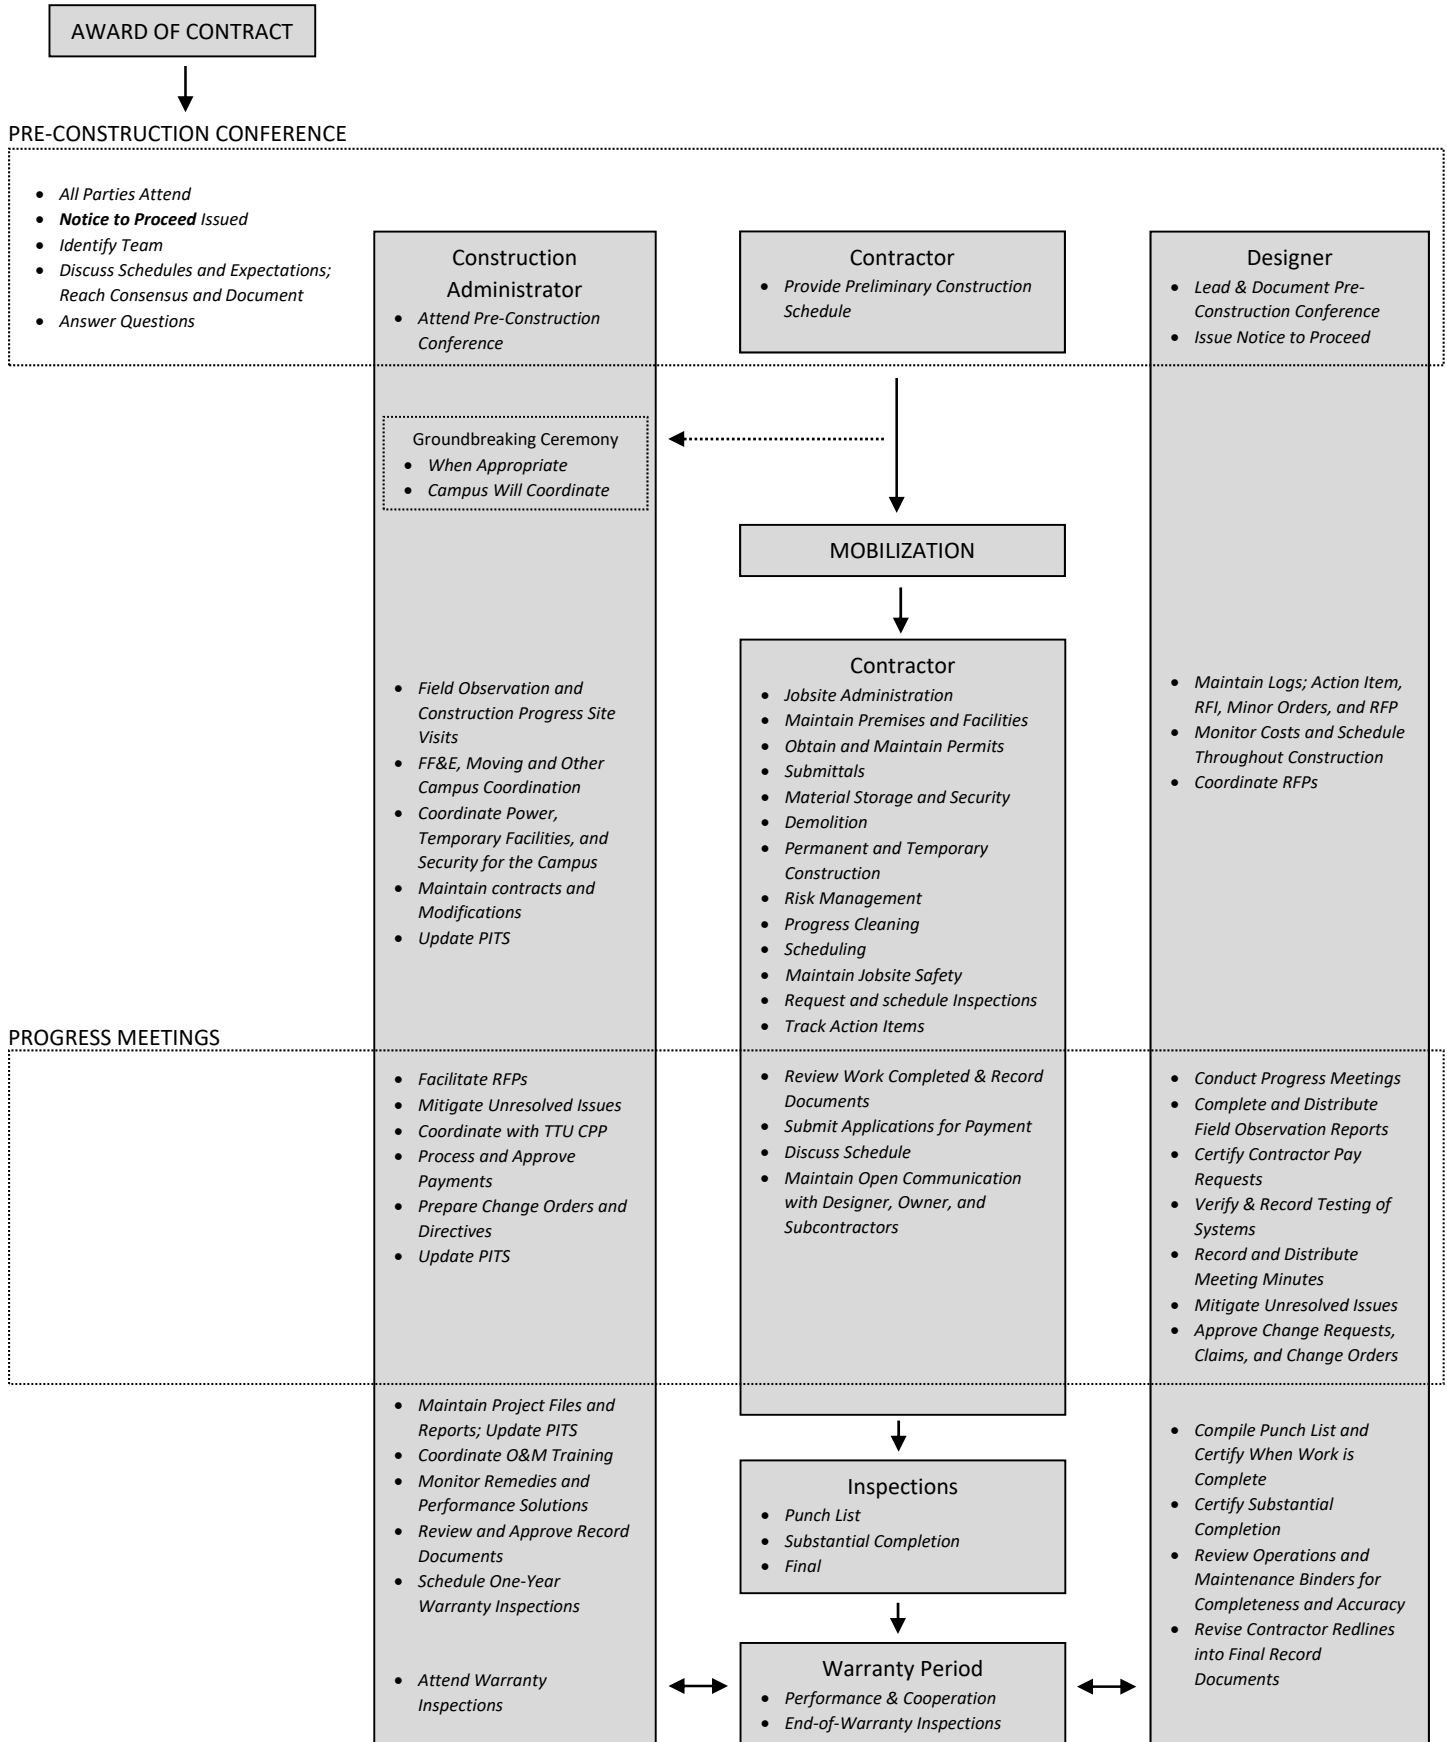 AWARD OF CONTRACT
PRE-CONSTRUCTION CONFERENCE
• All Parties Attend
• Notice to Proceed Issued
• Identify Team
• Discuss Schedules and Expectations;
Reach Consensus and Document
• Answer Questions
Construction
Administrator
• Attend Pre-Construction
Conference
Contractor
• Provide Preliminary Construction
Schedule
Designer
• Lead & Document Pre-
Construction Conference
• Issue Notice to Proceed
Groundbreaking Ceremony
• When Appropriate
• Campus Will Coordinate
MOBILIZATION
• Field Observation and
Construction Progress Site
Visits
• FF&E, Moving and Other
Campus Coordination
• Coordinate Power,
Temporary Facilities, and
Security for the Campus
• Maintain contracts and
Modifications
• Update PITS
Contractor
• Jobsite Administration
• Maintain Premises and Facilities
• Obtain and Maintain Permits
• Submittals
• Material Storage and Security
• Demolition
• Permanent and Temporary
Construction
• Risk Management
• Progress Cleaning
• Scheduling
• Maintain Jobsite Safety
• Request and schedule Inspections
• Track Action Items
• Maintain Logs; Action Item,
RFI, Minor Orders, and RFP
• Monitor Costs and Schedule
Throughout Construction
• Coordinate RFPs
PROGRESS MEETINGS
• Facilitate RFPs
• Mitigate Unresolved Issues
• Coordinate with TTU CPP
• Process and Approve
Payments
• Prepare Change Orders and
Directives
• Update PITS
• Review Work Completed & Record
Documents
• Submit Applications for Payment
• Discuss Schedule
• Maintain Open Communication
with Designer, Owner, and
Subcontractors
• Conduct Progress Meetings
• Complete and Distribute
Field Observation Reports
• Certify Contractor Pay
Requests
• Verify & Record Testing of
Systems
• Record and Distribute
Meeting Minutes
• Mitigate Unresolved Issues
• Approve Change Requests,
Claims, and Change Orders
• Maintain Project Files and
Reports; Update PITS
• Coordinate O&M Training
• Monitor Remedies and
Performance Solutions
• Review and Approve Record
Documents
• Schedule One-Year
Warranty Inspections
• Attend Warranty
Inspections
Inspections
• Punch List
• Substantial Completion
• Final
Warranty Period
• Performance & Cooperation
• End-of-Warranty Inspections
• Compile Punch List and
Certify When Work is
Complete
• Certify Substantial
Completion
• Review Operations and
Maintenance Binders for
Completeness and Accuracy
• Revise Contractor Redlines
into Final Record
Documents